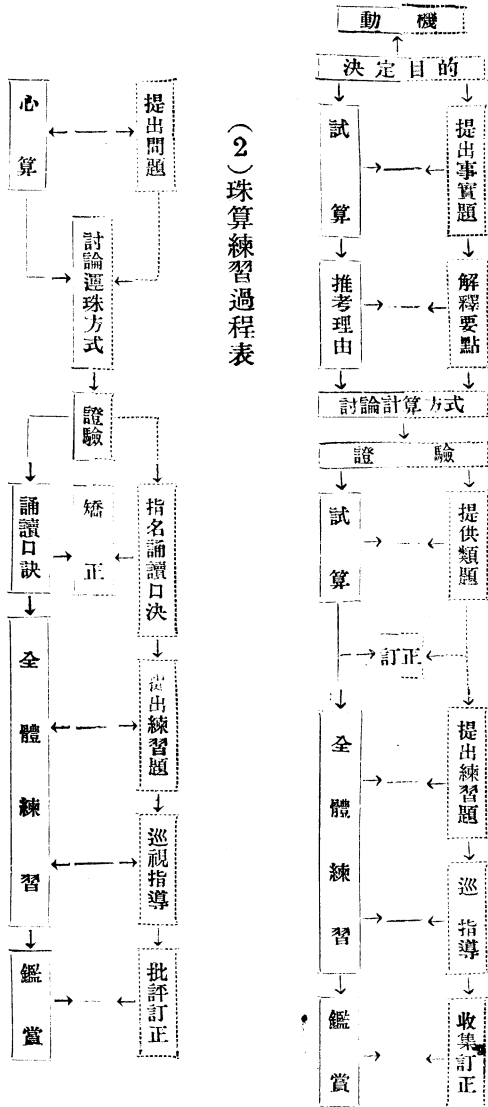 動機
決定目的
提出事實題
試算
解釋要點
推考理由
討論計算方式
證驗
提供類題
試算
訂正
提出練習題
全體練習
巡 指導
收集訂正
鑑賞
(2)珠算練習過程表
提出問題
心算
討論運珠方式
證驗
指名誦讀口決
矯正
誦讀口訣
出練習題
全體練習
巡視指導
批評訂正
鑑賞